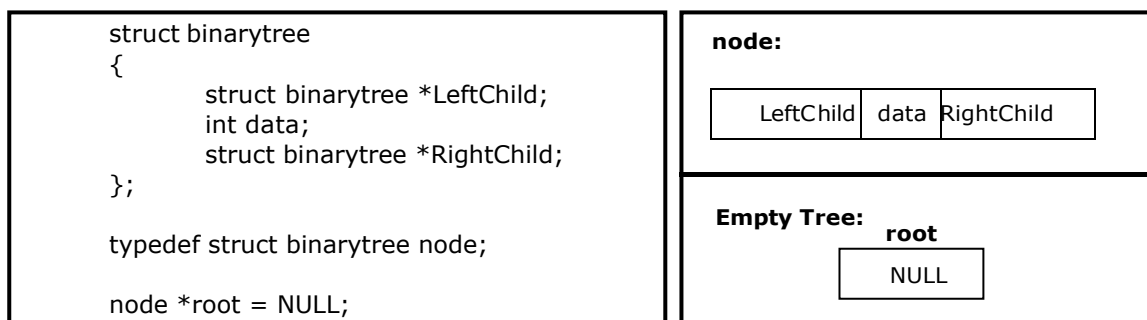 struct binarytree
{
struct binarytree *LeftChild;
int data;
struct binarytree *RightChild;
};
typedef struct binarytree node;
node *root = NULL;
node:
LeftChild data RightChild
Empty Tree:
root
NULL